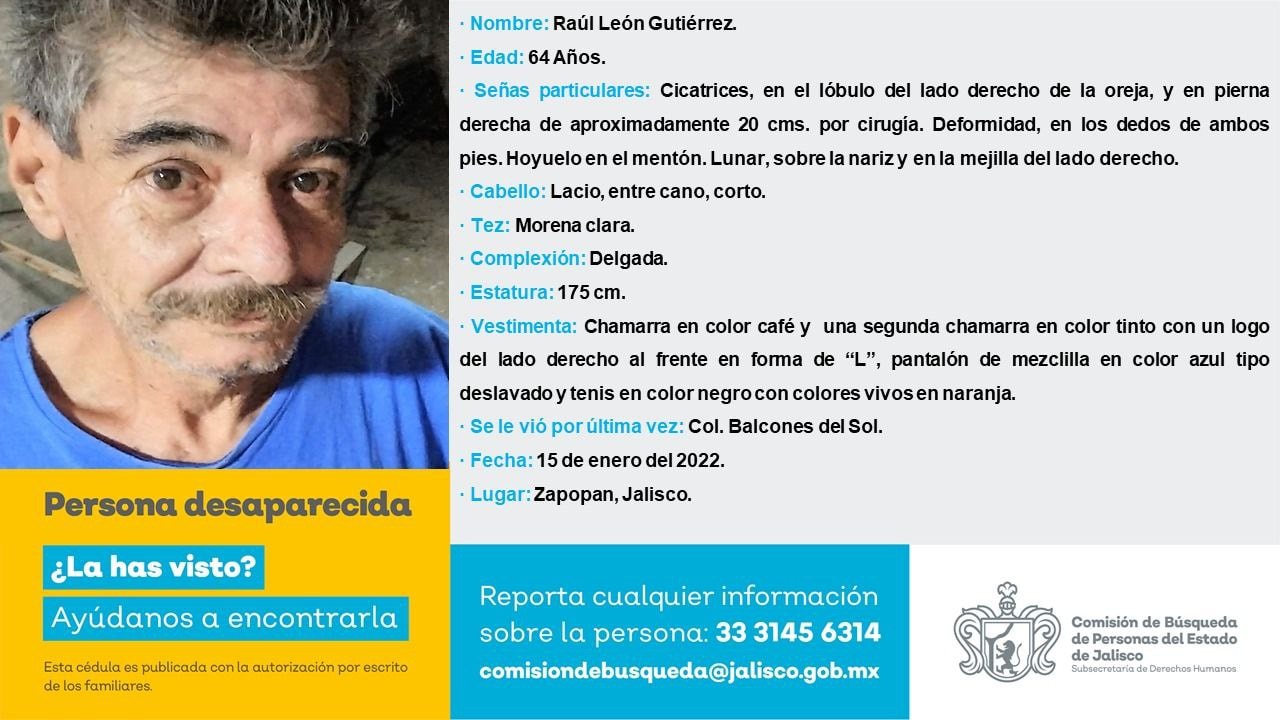 · Nombre: Raúl León Gutiérrez.
· Edad: 64 Años.
· Señas particulares: Cicatrices, en el lóbulo del lado derecho de la oreja, y en pierna
derecha de aproximadamente 20 cms. por cirugía. Deformidad, en los dedos de ambos
pies. Hoyuelo en el mentón. Lunar, sobre la nariz y en la mejilla del lado derecho.
· Cabello: Lacio, entre cano, corto.
· Tez: Morena clara.
· Complexión: Delgada.
· Estatura: 175 cm.
· Vestimenta: Chamarra en color café y una segunda chamarra en color tinto con un logo
del lado derecho al frente en forma de “L”, pantalón de mezclilla en color azul tipo
deslavado y tenis en color negro con colores vivos en naranja.
· Se le vió por última vez: Col. Balcones del Sol.
· Fecha: 15 de enero del 2022.
· Lugar: Zapopan, Jalisco.
Persona desaparecida
¿La has visto?
Ayúdanos a encontrarla
Esta cédula es publicada con la autorización por escrito
de los familiares.
Reporta cualquier información
sobre la persona: 33 3145 6314
comisiondebusqueda@jalisco.gob.mx
Comisión de Búsqueda
de Personas del Estado
de Jalisco
Subsecretaría de Derechos Humanos